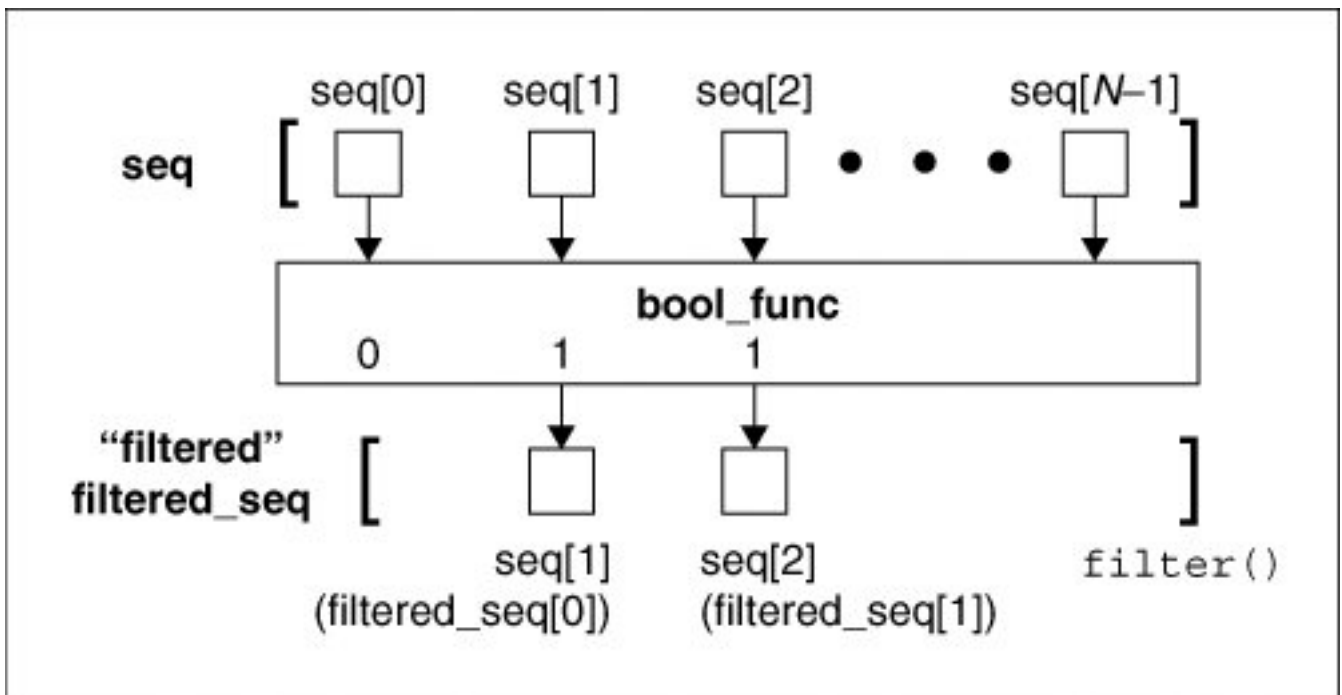 seq[0] seq[1] seq[2] seq[N–1]
seq
bool_func
0 1 1
“filtered”
filtered_seq
seq[1] seq[2] filter()
(filtered_seq[0]) (filtered_seq[1])